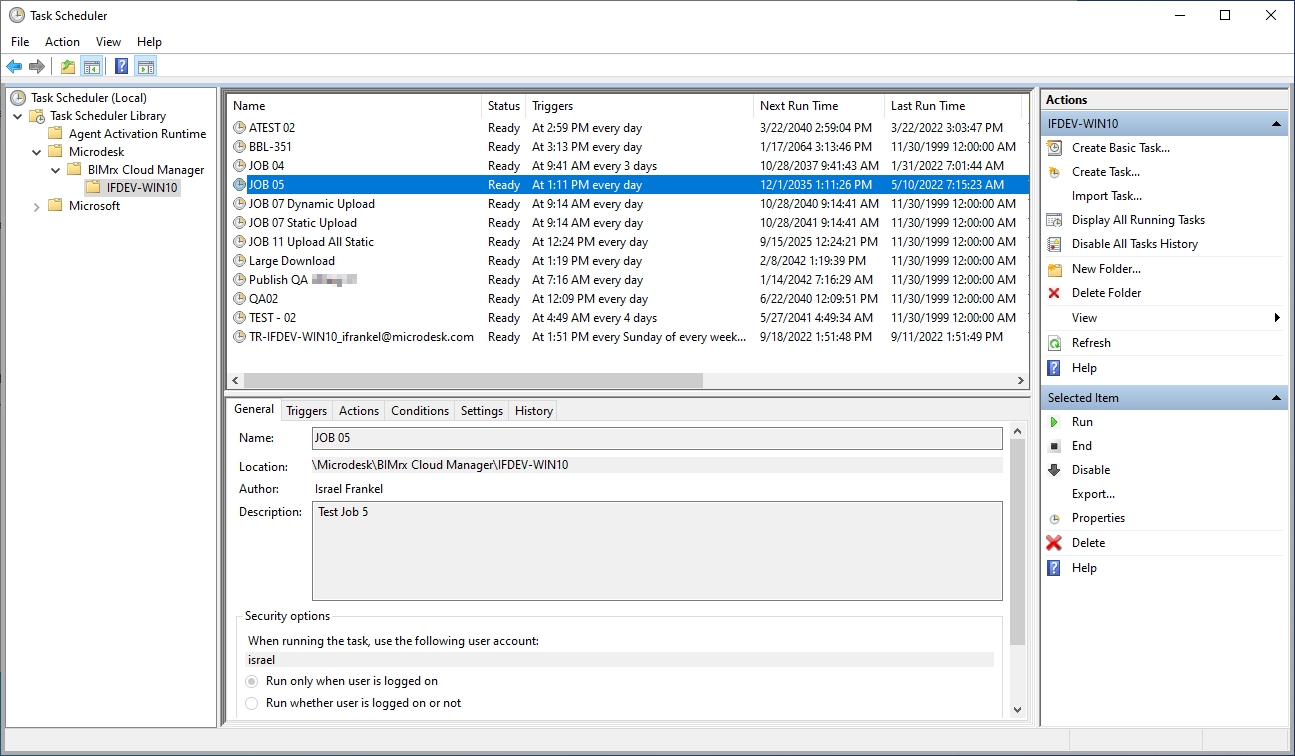 Task Scheduler
File Action View Help
Task Scheduler (Local)
Task Scheduler Library
Agent Activation Runtime
Microdesk
BIMrx Cloud Manager
IFDEV-WIN10
Microsoft
Name Status Triggers Next Run Time Last Run Time
ATEST 02 Ready At 2:59 PM every day 3/22/2040 2:59:04 PM 3/22/2022 3:03:47 PM
BBL-351 Ready At 3:13 PM every day 1/17/2064 3:13:46 PM 11/30/1999 12:00:00 AM
JOB 04 Ready At 9:41 AM every 3 days 10/28/2037 9:41:43 AM 1/31/2022 7:01:44 AM
JOB 05 Ready At 1:11 PM every day 12/1/2035 1:11:26 PM 5/10/2022 7:15:23 AM
JOB 07 Dynamic Upload Ready At 9:14 AM every day 10/28/2040 9:14:41 AM 11/30/1999 12:00:00 AM
JOB 07 Static Upload Ready At 9:14 AM every day 10/28/2041 9:14:41 AM 11/30/1999 12:00:00 AM
JOB 11 Upload All Static Ready At 12:24 PM every day 9/15/2025 12:24:21 PM 11/30/1999 12:00:00 AM
Large Download Ready At 1:19 PM every day 2/8/2042 1:19:39 PM 11/30/1999 12:00:00 AM
Publish QA Ready At 7:16 AM every day 1/14/2042 7:16:29 AM 11/30/1999 12:00:00 AM
QA02 Ready At 12:09 PM every day 6/22/2040 12:09:51 PM 11/30/1999 12:00:00 AM
TEST - 02 Ready At 4:49 AM every 4 days 5/27/2041 4:49:34 AM 11/30/1999 12:00:00 AM
TR-IFDEV-WIN10_ifrankel@microdesk.com Ready At 1:51 PM every Sunday of every week... 9/18/2022 1:51:48 PM 9/11/2022 1:51:49 PM
General Triggers Actions Conditions Settings History
Name: JOB 05
Location: \Microdesk\BIMrx Cloud Manager\IFDEV-WIN10
Author: Israel Frankel
Description: Test Job 5
Security options
When running the task, use the following user account:
israel
Run only when user is logged on
Run whether user is logged on or not
Actions
IFDEV-WIN10
Create Basic Task...
Create Task...
Import Task...
Display All Running Tasks
Disable All Tasks History
New Folder...
Delete Folder
View
Refresh
Help
Selected Item
Run
End
Disable
Export...
Properties
Delete
Help